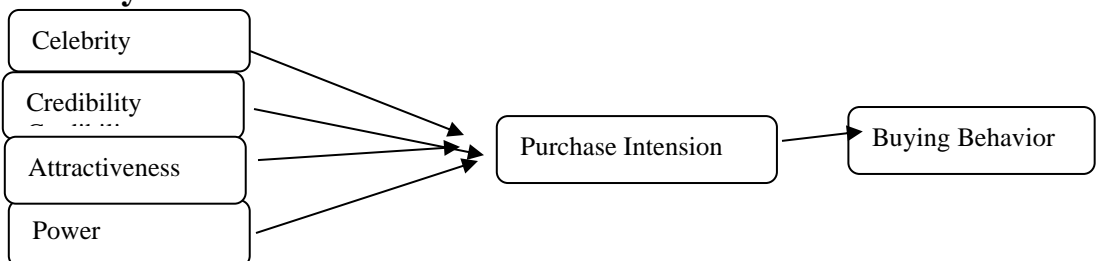 Celebrity
Credibility
Attractiveness
Power
Purchase Intension
Buying Behavior